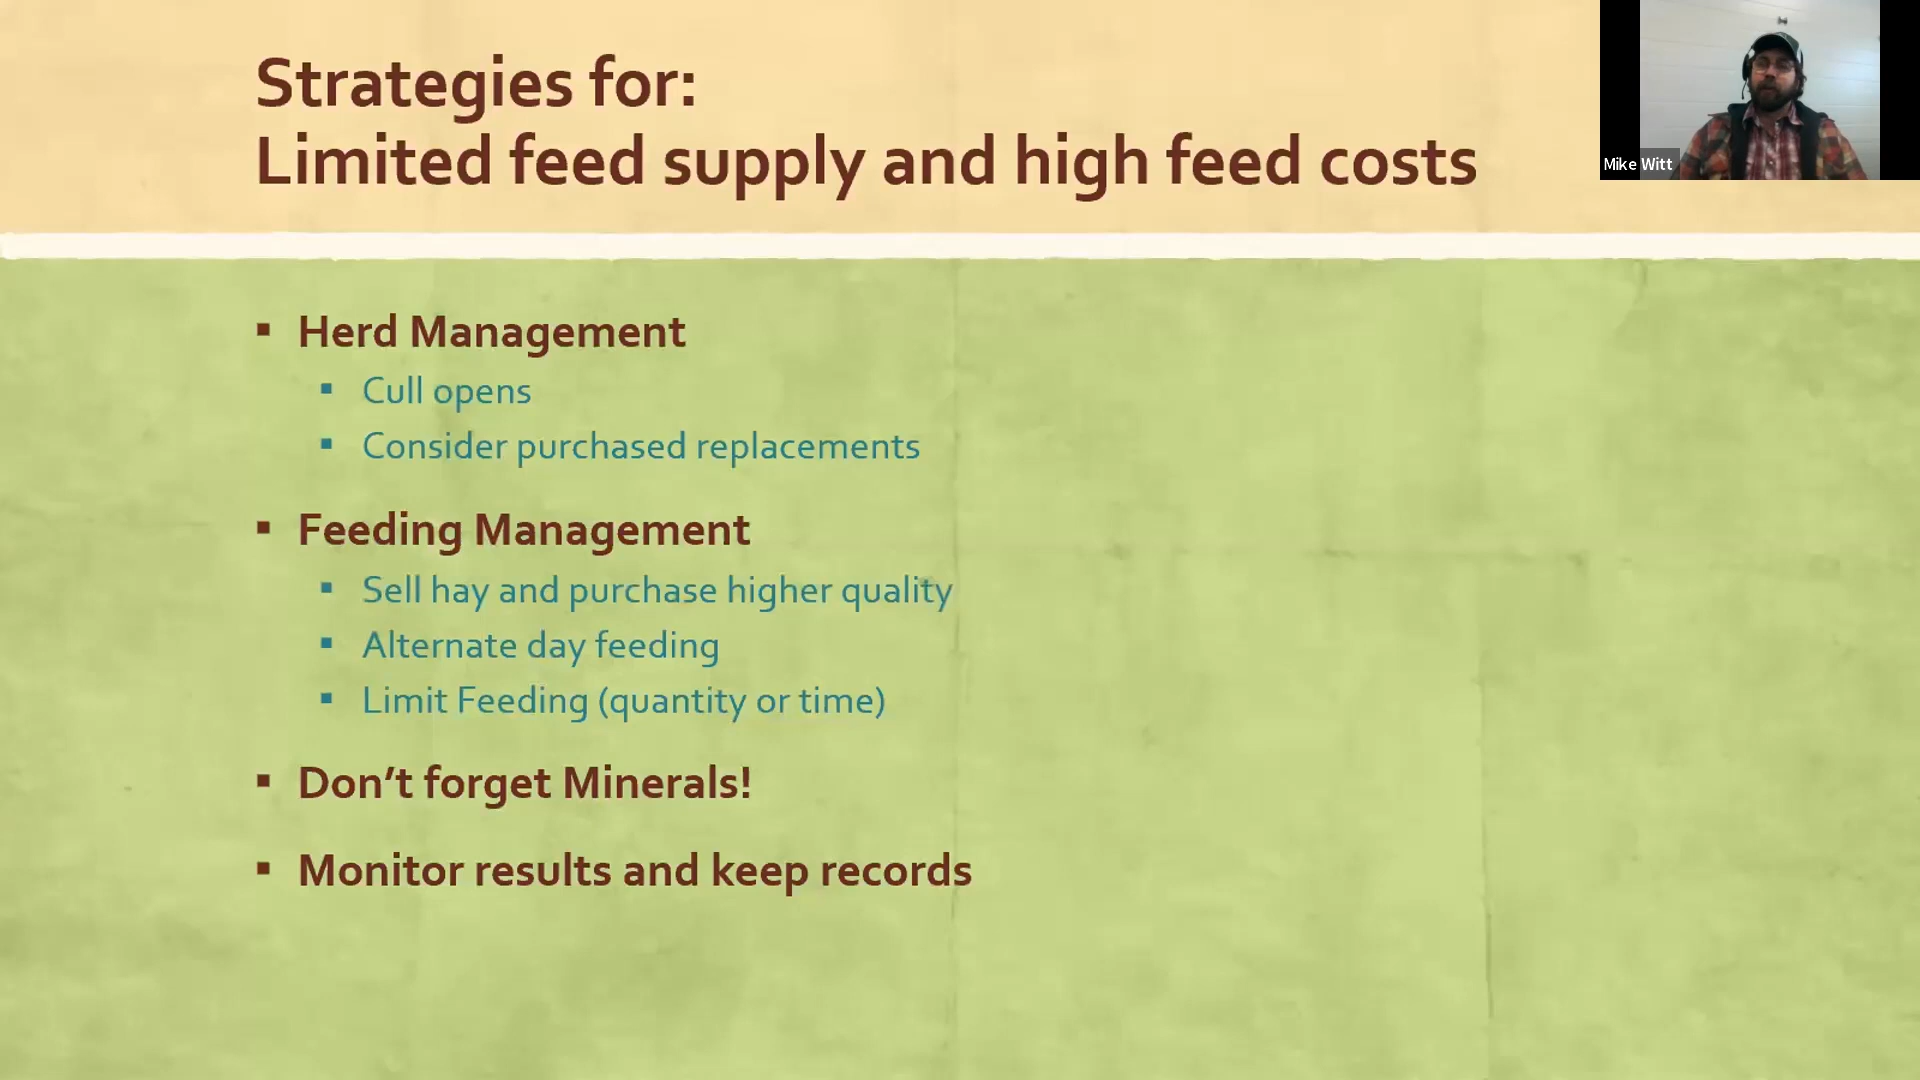 Strategies for:
Limited feed supply and high feed costs
Mike Witt
▪ Herd Management
▪ Cull opens
▪ Consider purchased replacements
▪ Feeding Management
▪ Sell hay and purchase higher quality
▪ Alternate day feeding
▪ Limit Feeding (quantity or time)
▪ Don’t forget Minerals!
▪ Monitor results and keep records